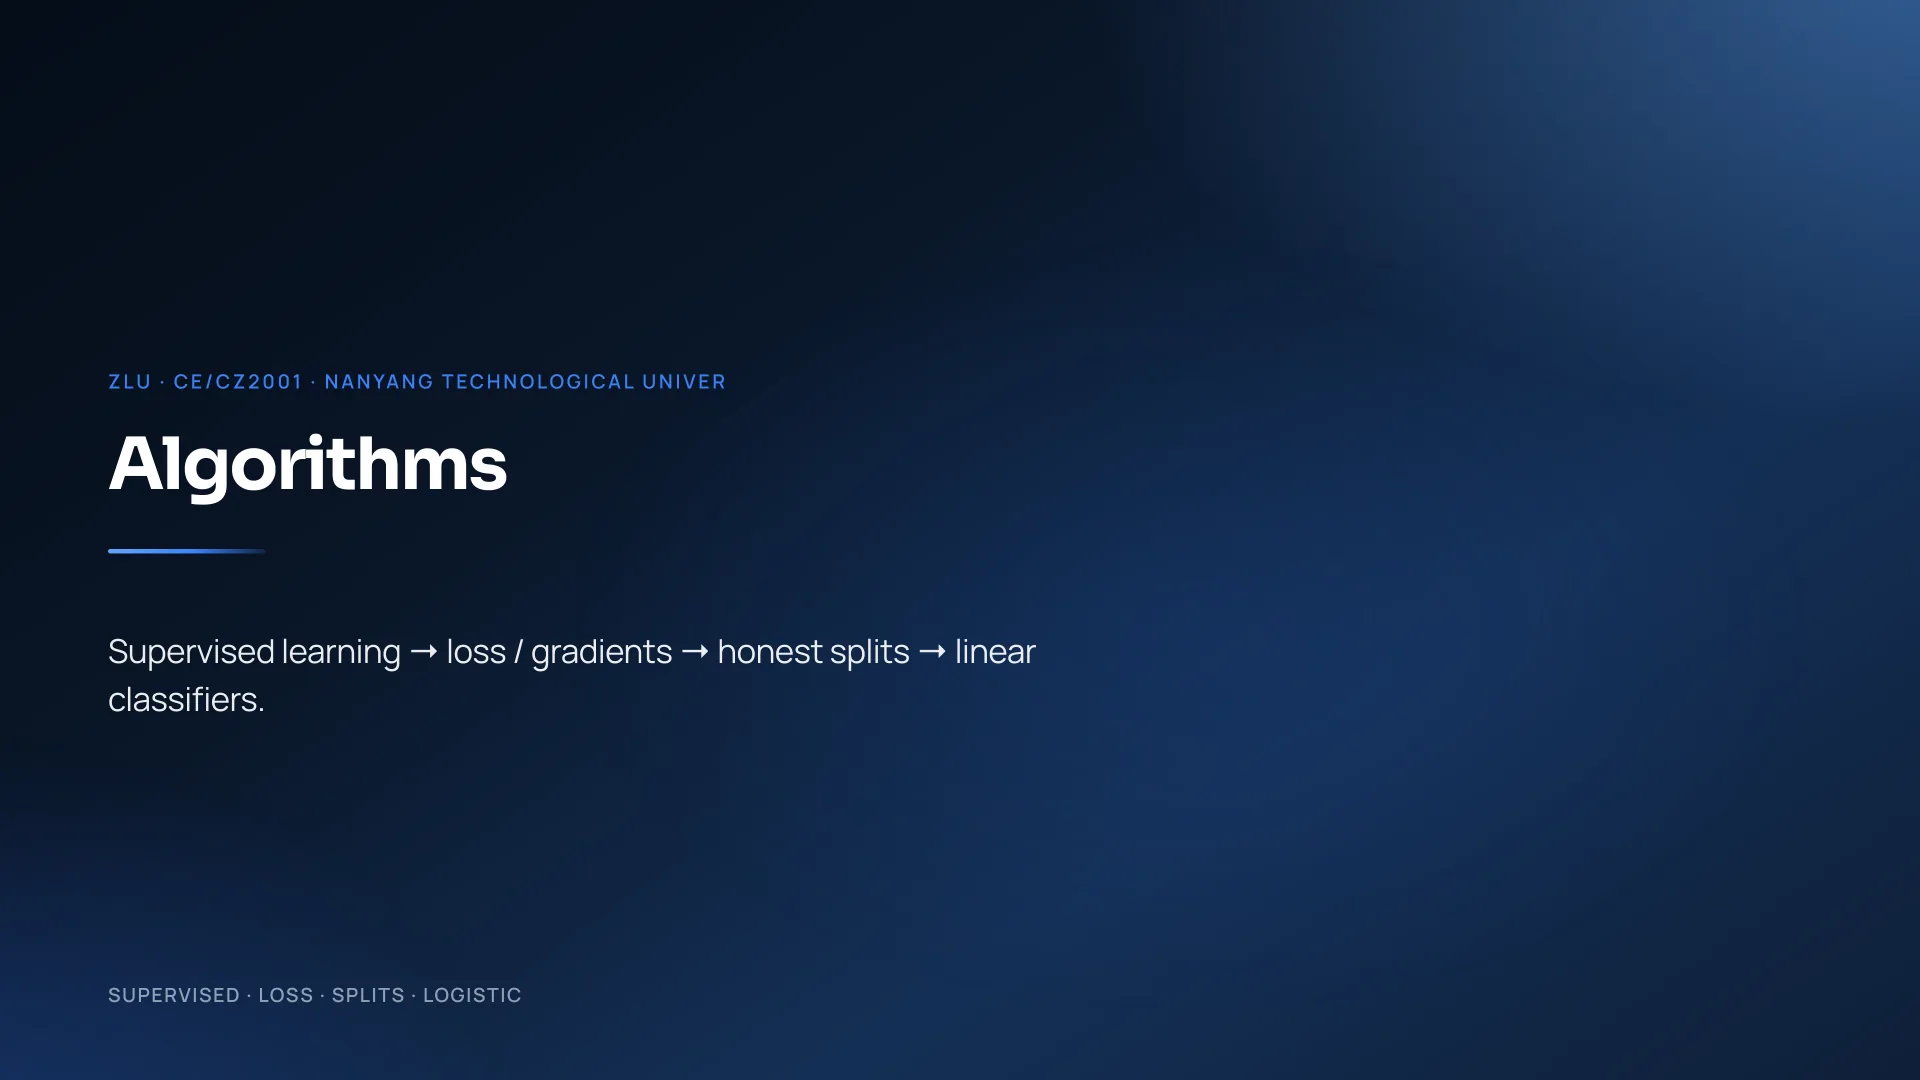 ZLU · CE/CZ2001 · NANYANG TECHNOLOGICAL UNIVER
Algorithms
Supervised learning → loss / gradients → honest splits → linear
classifiers.
SUPERVISED · LOSS · SPLITS · LOGISTIC